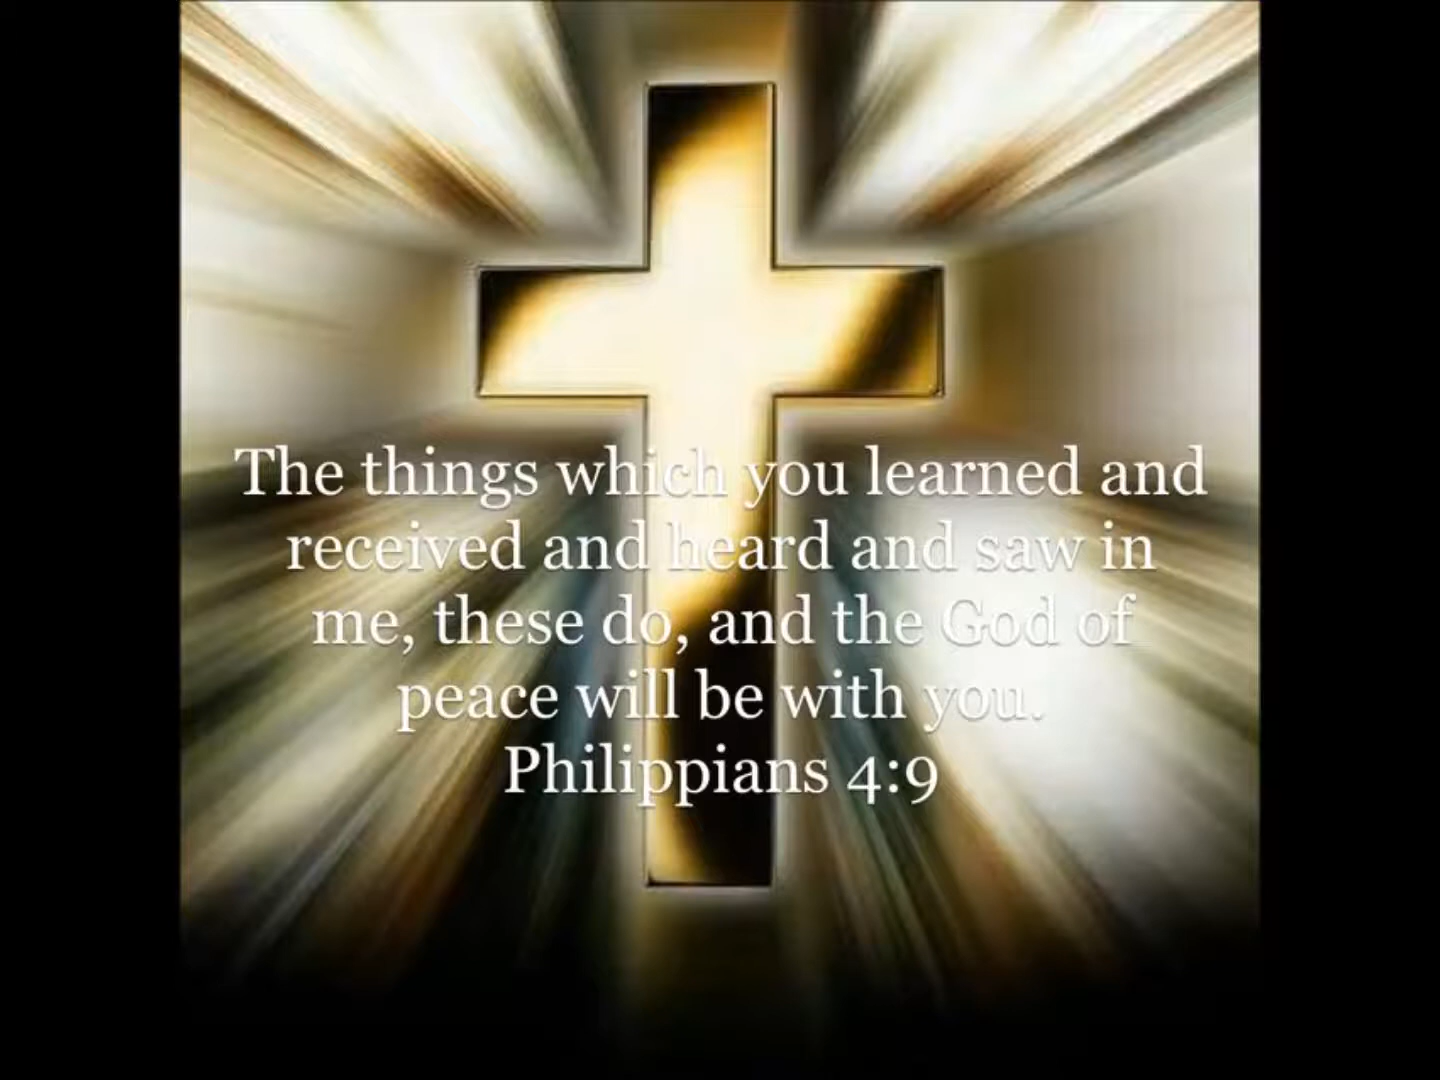 The things which you learned and
received and heard and saw in
me, these do, and the God of
peace will be with you.
Philippians 4:9